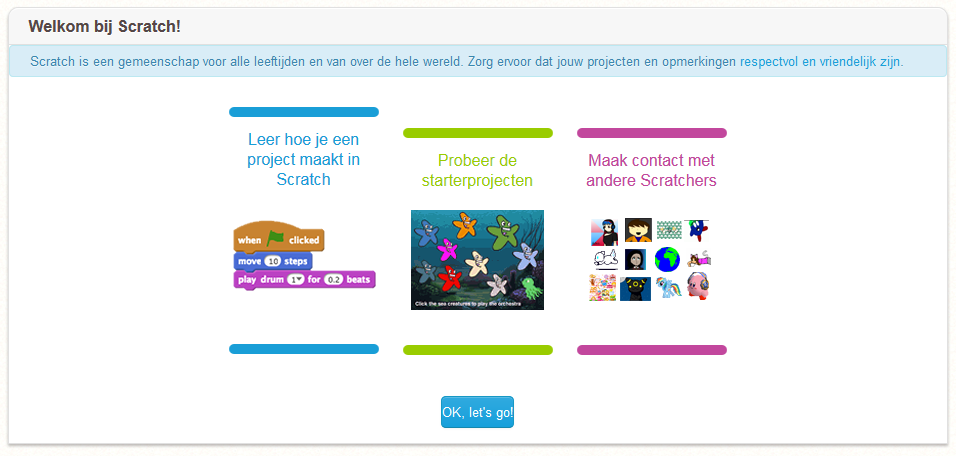 Welkom bij Scratch!
Scratch is een gemeenschap voor alle leeftijden en van over de hele wereld. Zorg ervoor dat jouw projecten en opmerkingen respectvol en vriendelijk zijn.
Leer hoe je een
project maakt in
Scratch
when clicked
move 10 steps
play drum 1 for 0.2 beats
Probeer de
starterprojecten
Click the sea creatures to play the orchestra
Maak contact met
andere Scratchers
OK, let's go!